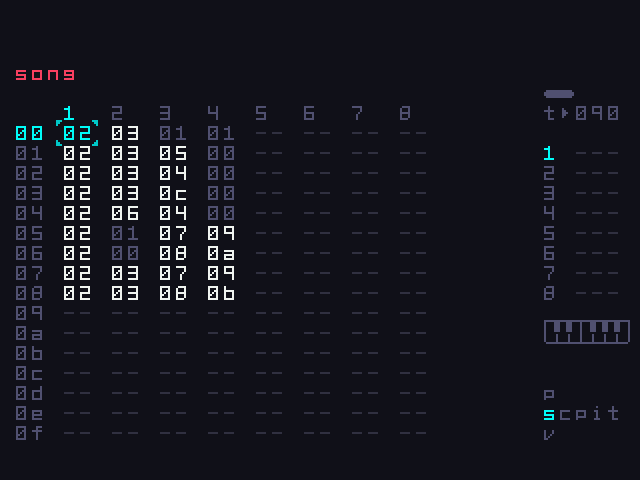 song
1 2 3 4 5 6 7 8 t 090
00 02 03 01 01 -- -- -- --
01 02 03 05 00 -- -- -- -- 1 ---
02 02 03 04 00 -- -- -- -- 2 ---
03 02 03 0c 00 -- -- -- -- 3 ---
04 02 06 04 00 -- -- -- -- 4 ---
05 02 01 07 09 -- -- -- -- 5 ---
06 02 00 08 0a -- -- -- -- 6 ---
07 02 03 07 09 -- -- -- -- 7 ---
08 02 03 08 0b -- -- -- -- 8 ---
09 -- -- -- -- -- -- -- --
0a -- -- -- -- -- -- -- --
0b -- -- -- -- -- -- -- --
0c -- -- -- -- -- -- -- --
0d -- -- -- -- -- -- -- -- p
0e -- -- -- -- -- -- -- -- scpit
0f -- -- -- -- -- -- -- -- v